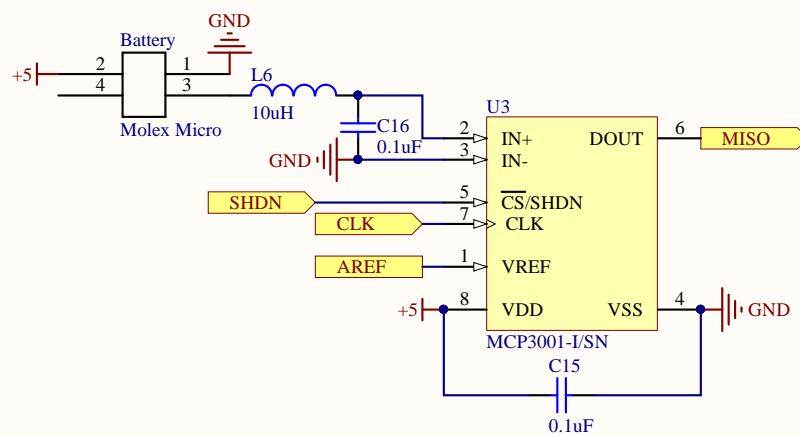 GND
Battery
+5
2
1
4
3
L6
10uH
Molex Micro
C16
0.1uF
GND
U3
2
IN+
DOUT
6
MISO
3
IN-
SHDN
5
CS/SHDN
CLK
7
CLK
AREF
1
VREF
+5
8
VDD
VSS
4
GND
MCP3001-I/SN
C15
0.1uF